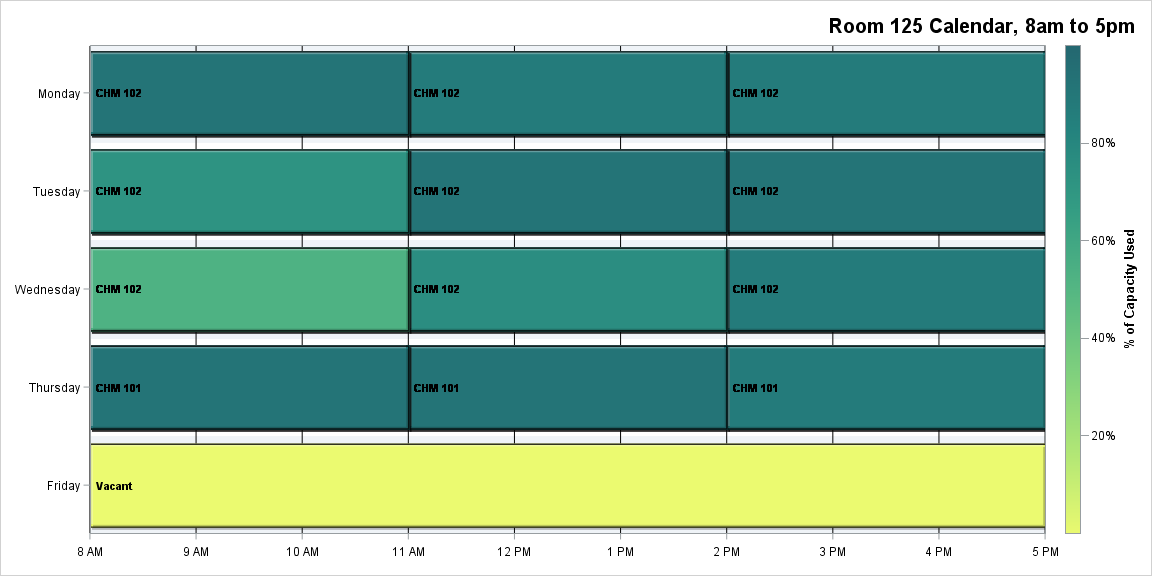 Room 125 Calendar, 8am to 5pm
Monday
CHM 102
CHM 102
CHM 102
Tuesday
CHM 102
CHM 102
CHM 102
Wednesday
CHM 102
CHM 102
CHM 102
Thursday
CHM 101
CHM 101
CHM 101
Friday
Vacant
8 AM
9 AM
10 AM
11 AM
12 PM
1 PM
2 PM
3 PM
4 PM
5 PM
80%
60%
40%
20%
% of Capacity Used